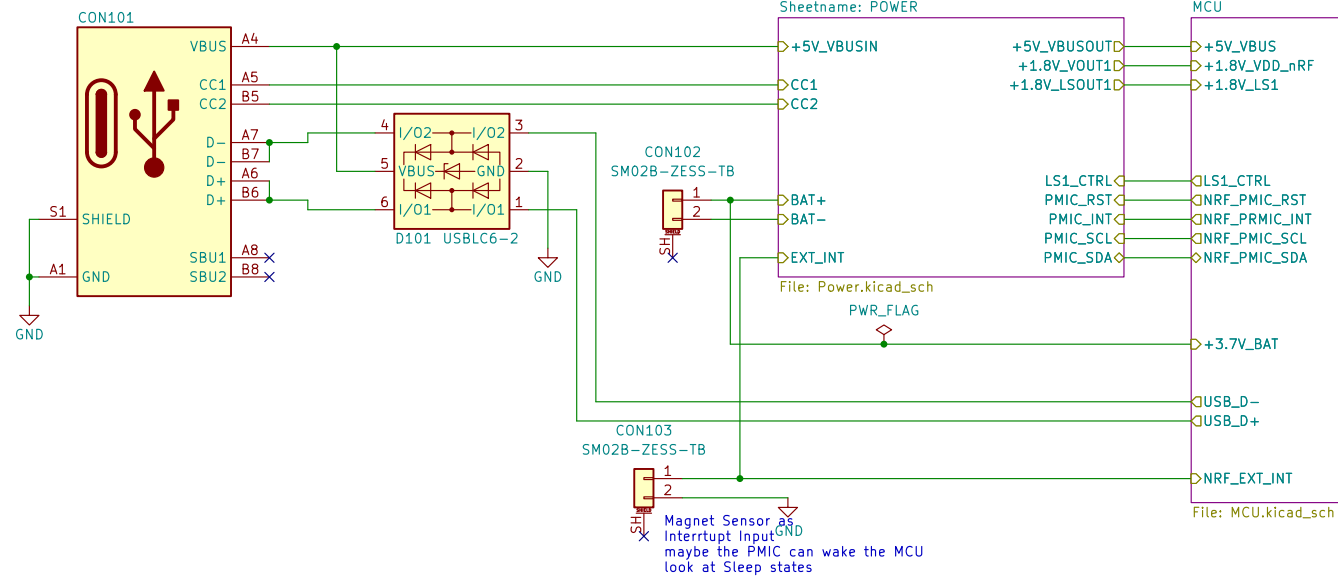 Sheetname: POWER
MCU
CON101
VBUS A4
+5V_VBUSIN
+5V_VBUSOUT
+5V_VBUS
+1.8V_VOUT1
+1.8V_VDD_nRF
CC1 A5
CC1
+1.8V_LSOUT1
+1.8V_LS1
CC2 B5
CC2
4 I/O2 I/O2 3
D- A7
D- B7
CON102
SM02B-ZESS-TB
5 VBUS GND 2
D+ A6
LS1_CTRL
LS1_CTRL
D+ B6
1
BAT+
PMIC_RST
NRF_PMIC_RST
6 I/O1 I/O1 1
S1 SHIELD
2
BAT-
PMIC_INT
NRF_PRMIC_INT
D101 USBLC6-2
SH
SHIELD
PMIC_SCL
NRF_PMIC_SCL
SBU1 A8
EXT_INT
PMIC_SDA
NRF_PMIC_SDA
A1 GND
SBU2 B8
GND
File: Power.kicad_sch
PWR_FLAG
GND
+3.7V_BAT
USB_D-
USB_D+
CON103
SM02B-ZESS-TB
1
NRF_EXT_INT
2
SH
SHIELD
File: MCU.kicad_sch
Magnet Sensor as
GND
Interrtupt Input
maybe the PMIC can wake the MCU
look at Sleep states